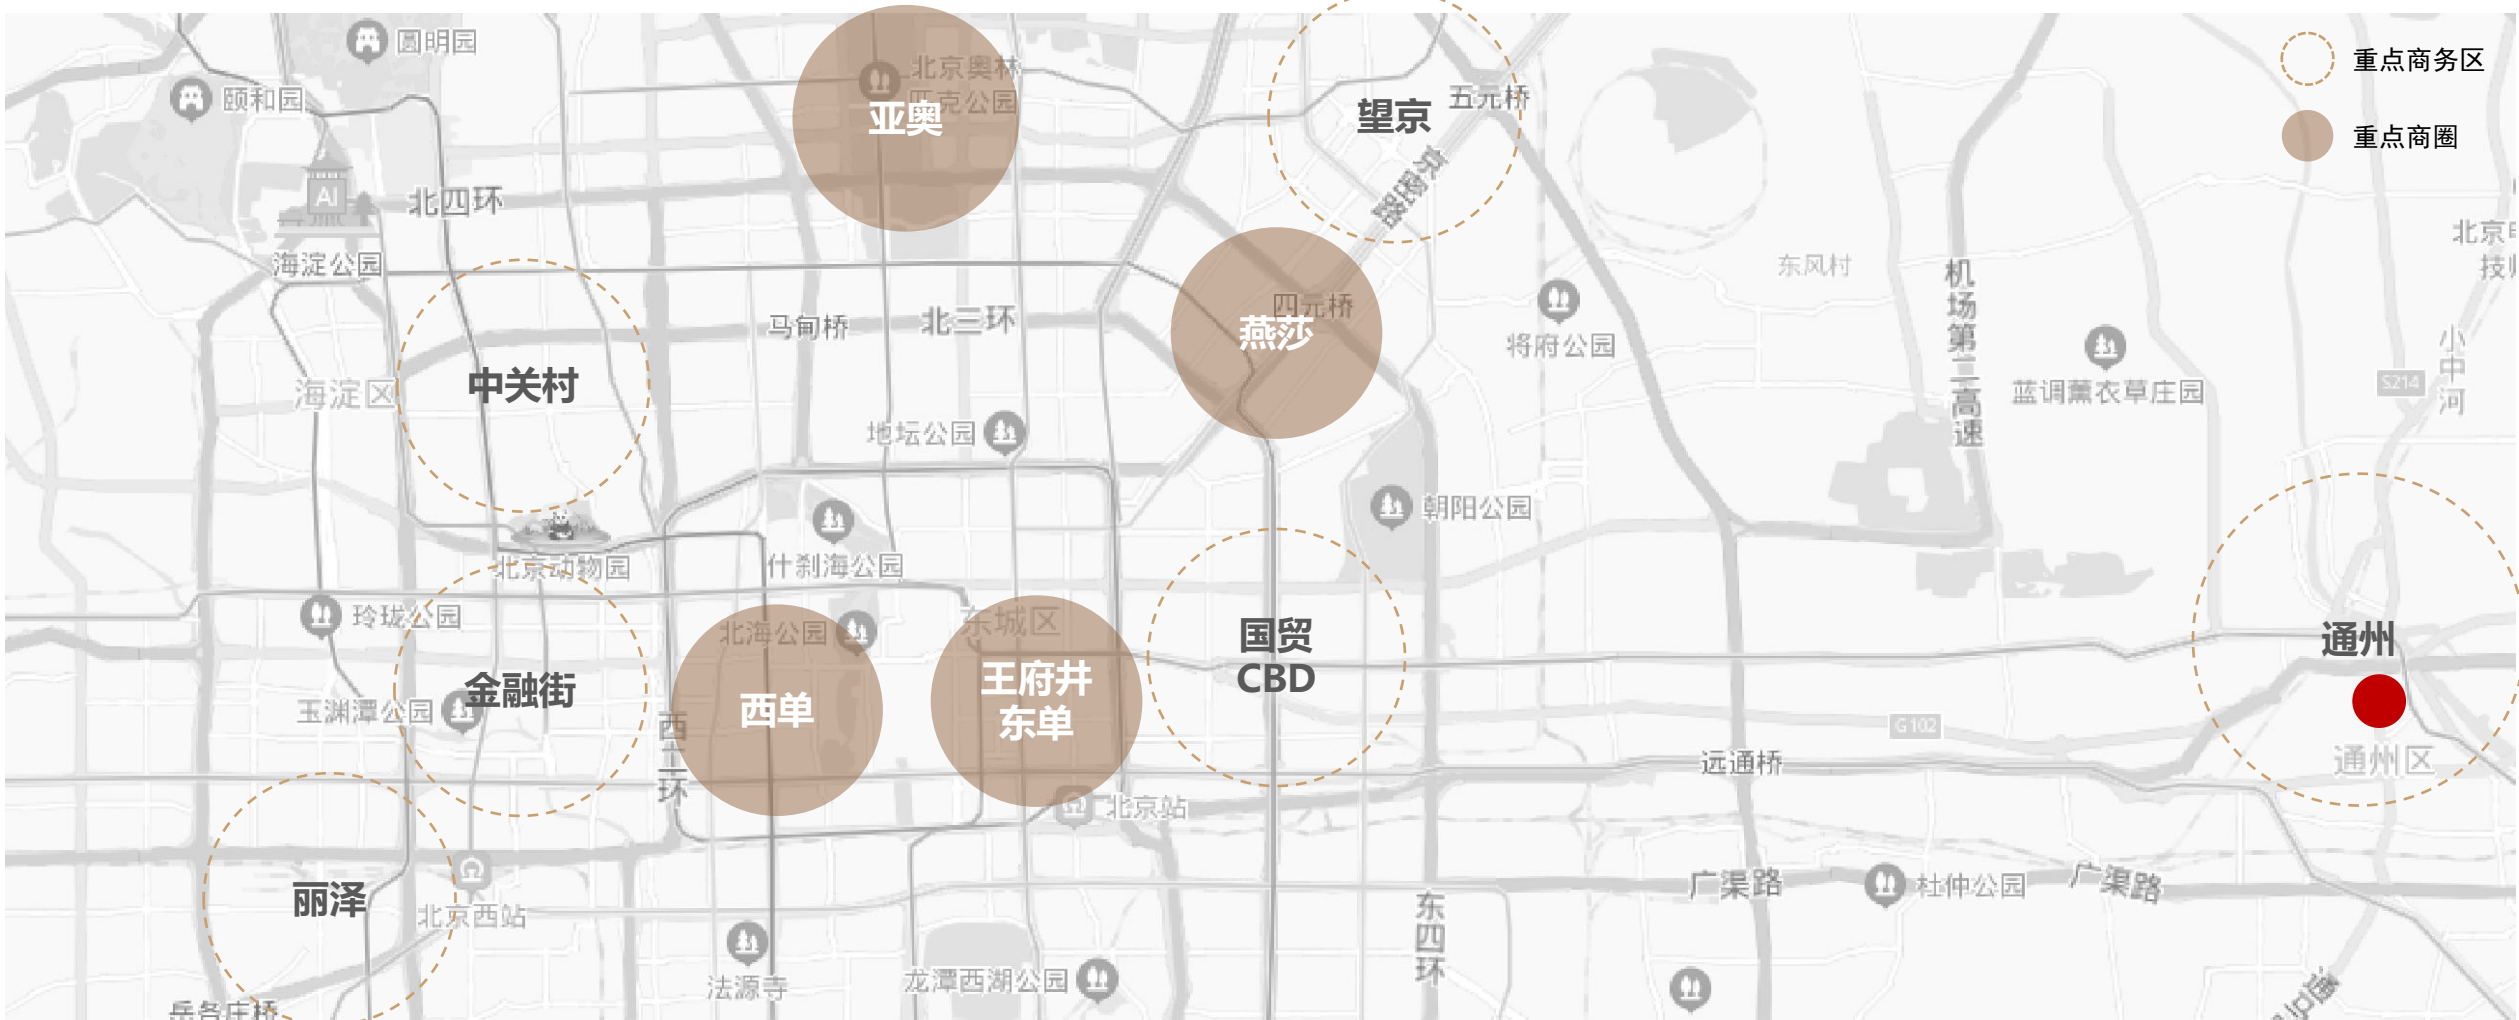 圆明园
北京奥林
匹克公园
颐和园
亚奥
望京
五元桥
重点商务区
重点商圈
AI
北四环
海淀公园
东风村
机场第二高速
四元桥
燕莎
马甸桥
北三环
将府公园
小中河
S214
蓝调薰衣草庄园
海淀区
中关村
地坛公园
朝阳公园
北京动物园
什刹海公园
玲珑公园
北海公园
东城区
国贸
CBD
通州
金融街
玉渊潭公园
西单
王府井
东单
西二环
G102
远通桥
通州区
北京站
丽泽
北京西站
广渠路
杜仲公园
广渠路
东四环
法源寺
龙潭西湖公园
岳各庄桥